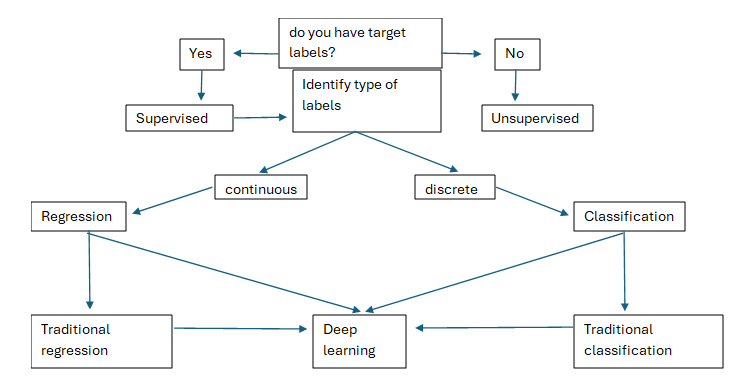 do you have target
labels?
Yes
No
Identify type of
labels
Supervised
Unsupervised
continuous
discrete
Regression
Classification
Traditional
regression
Deep
learning
Traditional
classification